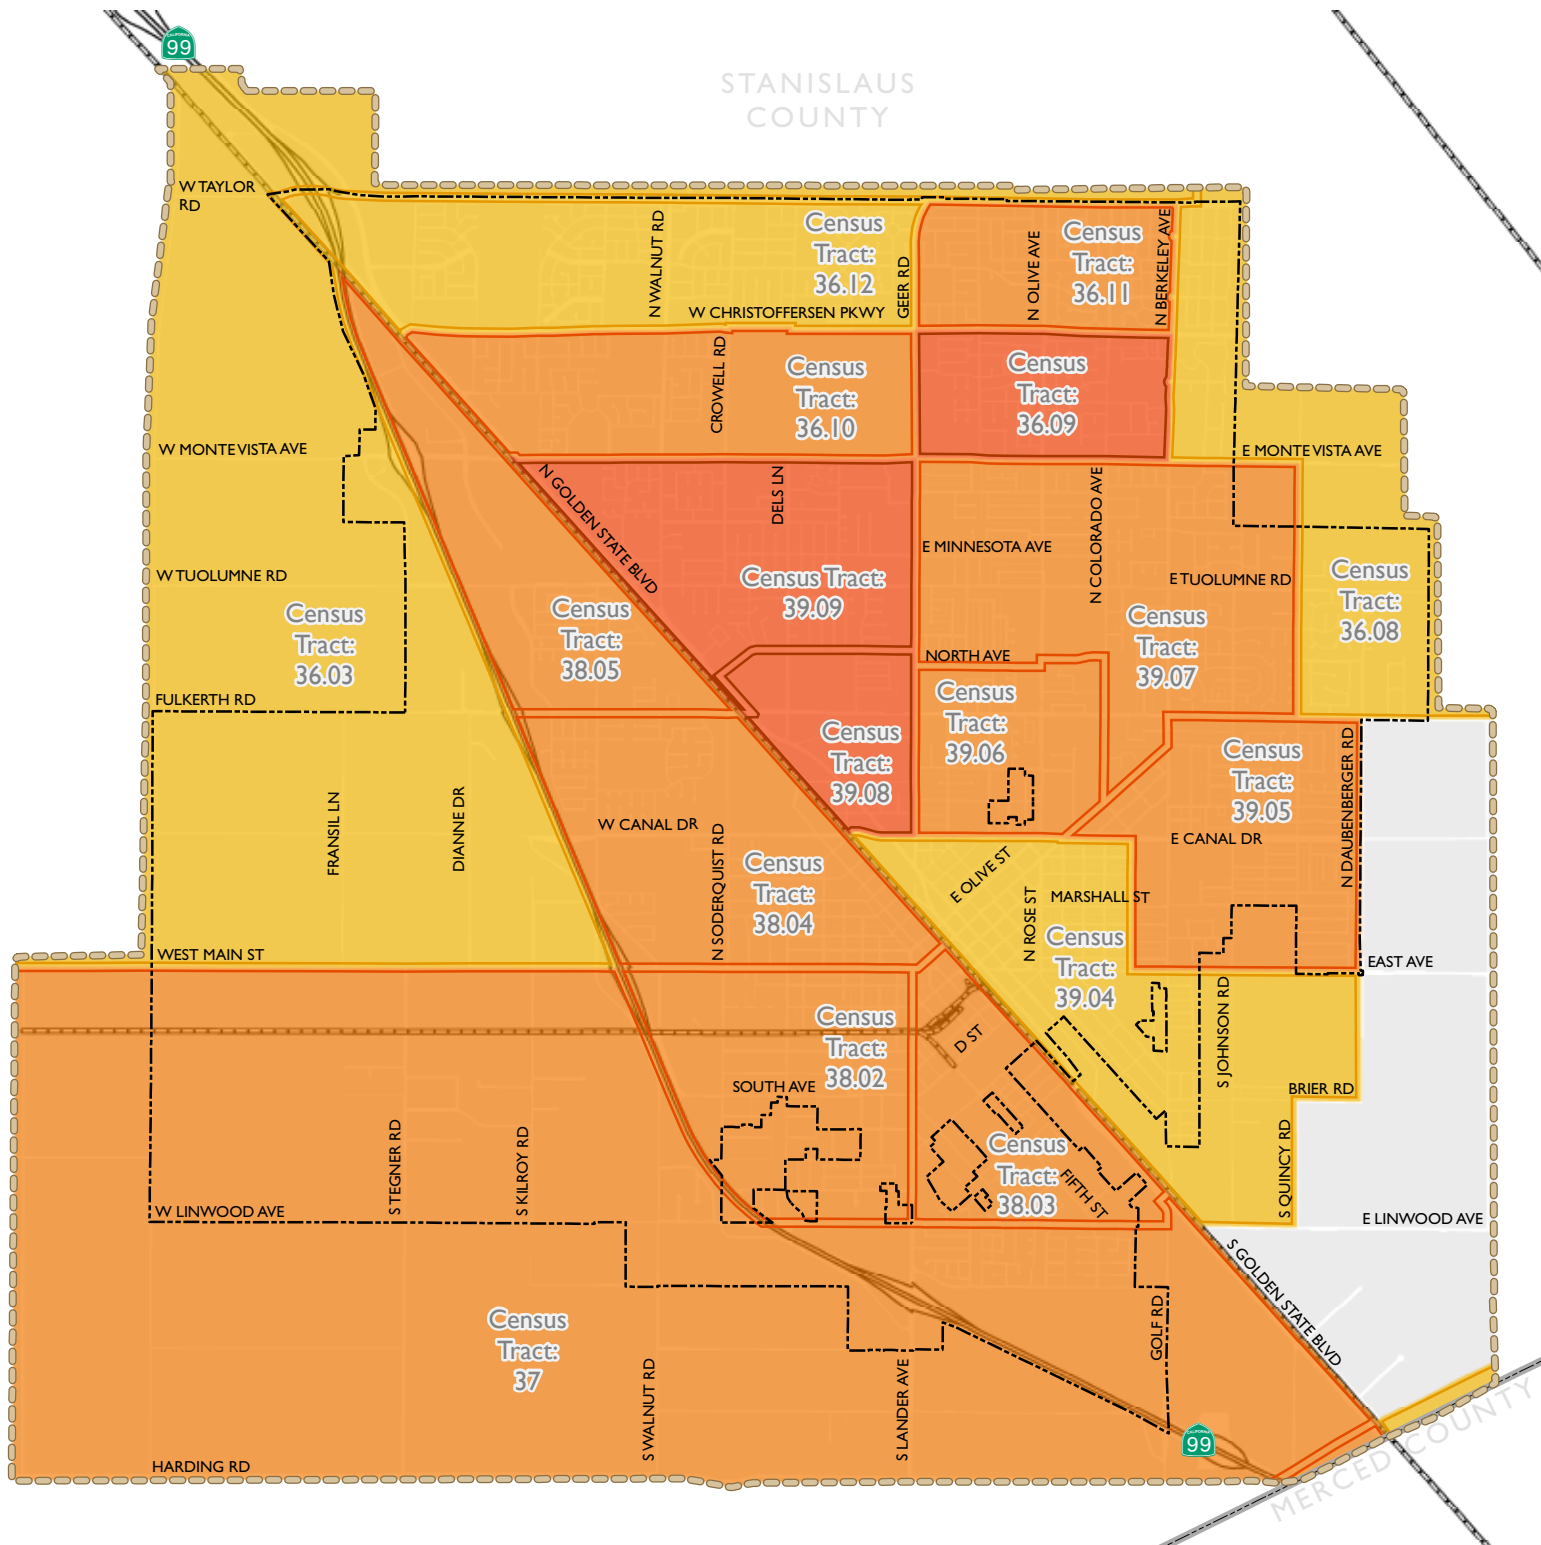 CALIFORNIA
99
STANISLAUS
COUNTY
W TAYLOR
RD
N WALNUT RD
Census
Tract:
36.12
GEER RD
N OLIVE AVE
Census
Tract:
36.11
N BERKELEY AVE
W CHRISTOFFERSEN PKWY
CROWELL RD
Census
Tract:
36.10
Census
Tract:
36.09
W MONTE VISTA AVE
E MONTE VISTA AVE
N GOLDEN STATE BLVD
DELS LN
N COLORADO AVE
E MINNESOTA AVE
W TUOLUMNE RD
Census Tract:
39.09
E TUOLUMNE RD
Census
Tract:
36.08
Census
Tract:
36.03
Census
Tract:
38.05
Census
Tract:
39.07
NORTH AVE
FULKERTH RD
Census
Tract:
39.06
Census
Tract:
39.08
Census
Tract:
39.05
N DAUBENBERGER RD
FRANSIL LN
DIANNE DR
W CANAL DR
N SODERQUIST RD
E CANAL DR
Census
Tract:
38.04
E OLIVE ST
N ROSE ST
MARSHALL ST
Census
Tract:
39.04
WEST MAIN ST
EAST AVE
Census
Tract:
38.02
D ST
S JOHNSON RD
SOUTH AVE
BRIER RD
S TEGNER RD
S KILROY RD
Census
Tract:
38.03
FIFTH ST
S QUINCY RD
W LINWOOD AVE
E LINWOOD AVE
S GOLDEN STATE BLVD
Census
Tract:
37
GOLF RD
S WALNUT RD
S LANDER AVE
CALIFORNIA
99
HARDING RD
MERCED COUNTY